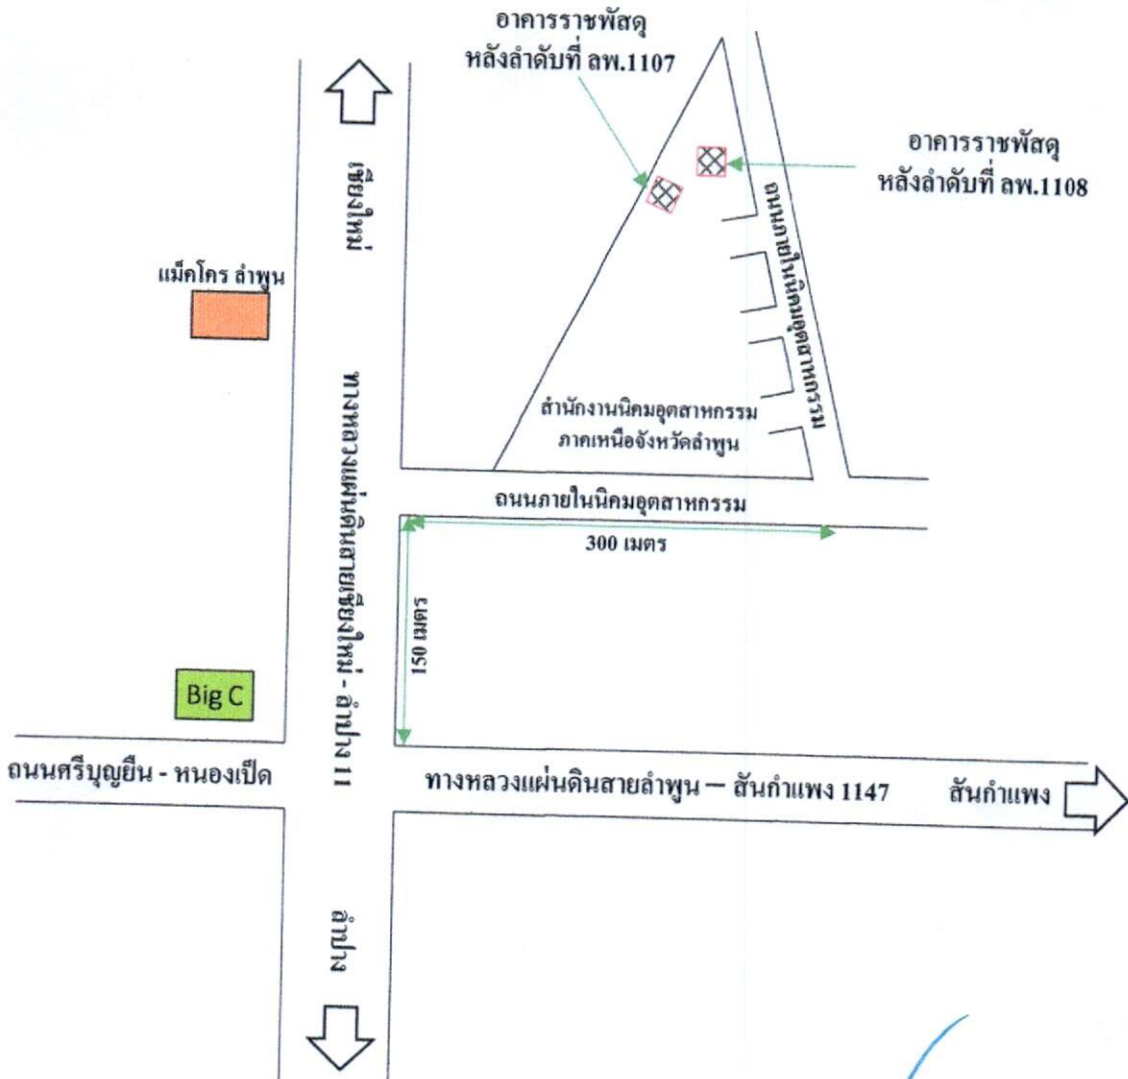 อาคารราชพัสดุ
หลังลำดับที่ ลพ.1107
อาคารราชพัสดุ
หลังลำดับที่ ลพ.1108
เชียงใหม่
ถนนภายในนิคมอุตสาหกรรม
แม็คโคร ลำพูน
ทางหลวงแผ่นดินสายเชียงใหม่ - ลำปาง 11
สำนักงานนิคมอุตสาหกรรม
ภาคเหนือจังหวัดลำพูน
ถนนภายในนิคมอุตสาหกรรม
300 เมตร
150 เมตร
Big C
ถนนศรีบุญยืน - หนองเป็ด
ทางหลวงแผ่นดินสายลำพูน – สันกำแพง 1147
สันกำแพง
ลำปาง